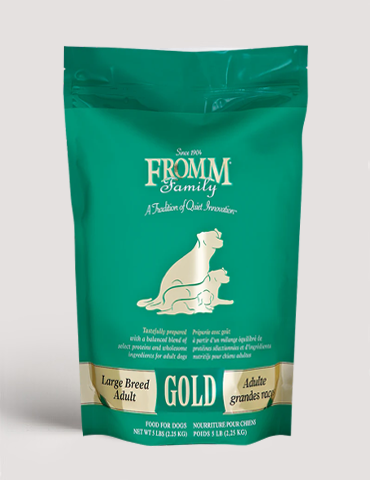 Since 1904
FROMM
Family
A Tradition of Quiet Innovation
Tastefully prepared
with a balanced blend of
select proteins and wholesome
ingredients for adult dogs
Préparée avec goût
à partir d'un mélange équilibré de
protéines sélectionnées et d'ingrédients
nutritifs pour chiens adultes
Large Breed
Adult
GOLD
Adulte
grandes race
FOOD FOR DOGS
NET WT 5 LBS (2.25 KG)
NOURRITURE POUR CHIENS
POIDS 5 LB (2,25 KG)